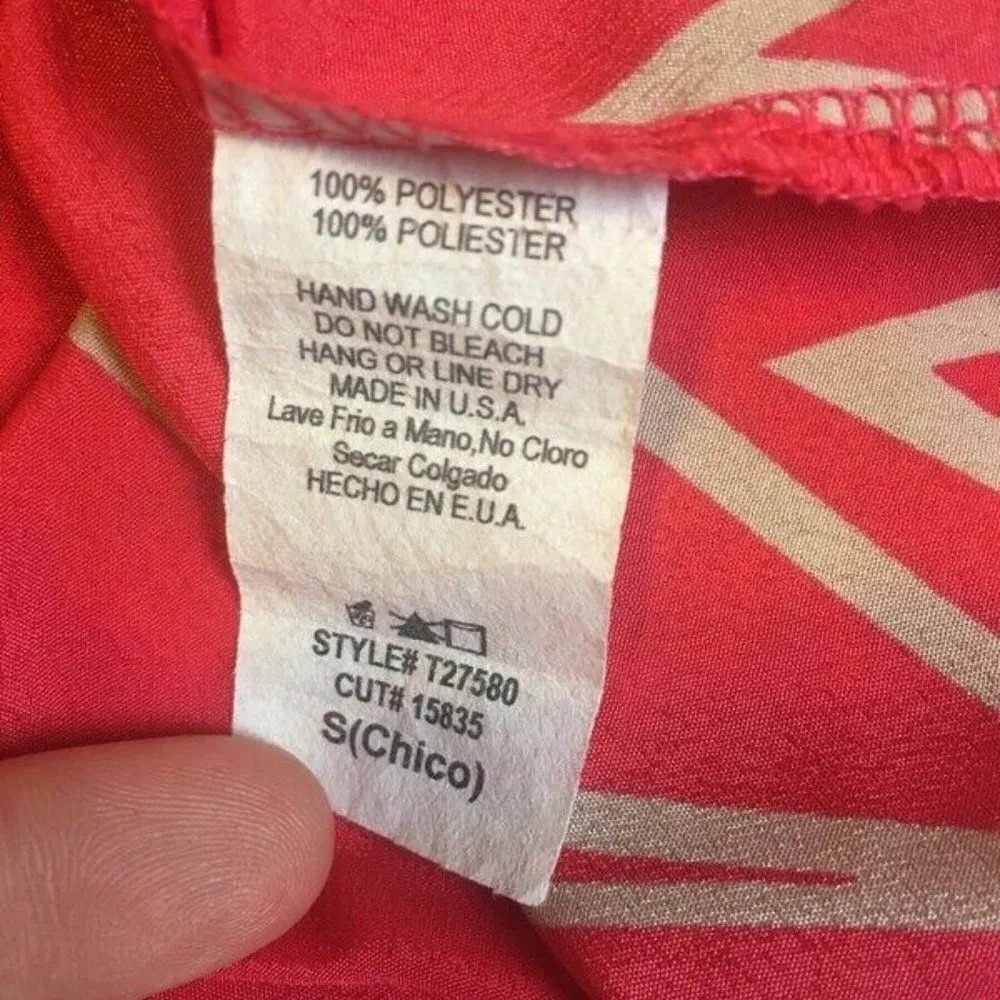 100% POLYESTER
100% POLIESTER
HAND WASH COLD
DO NOT BLEACH
HANG OR LINE DRY
MADE IN U.S.A.
Lave Frio a Mano,No Cloro
Secar Colgado
HECHO EN E.U.A.
STYLE# T27580
CUT# 15835
S(Chico)